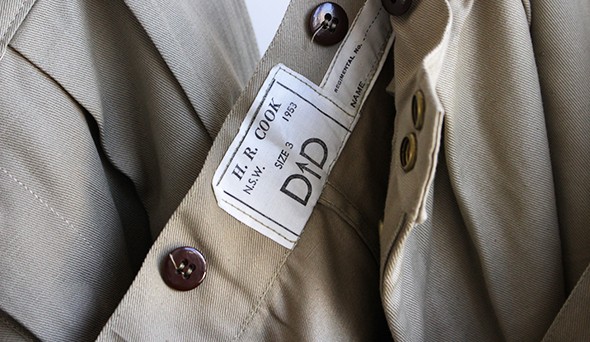 H. R. COOK
N.S.W. 1953
SIZE 3
D↑D
REGIMENTAL NO.
NAME